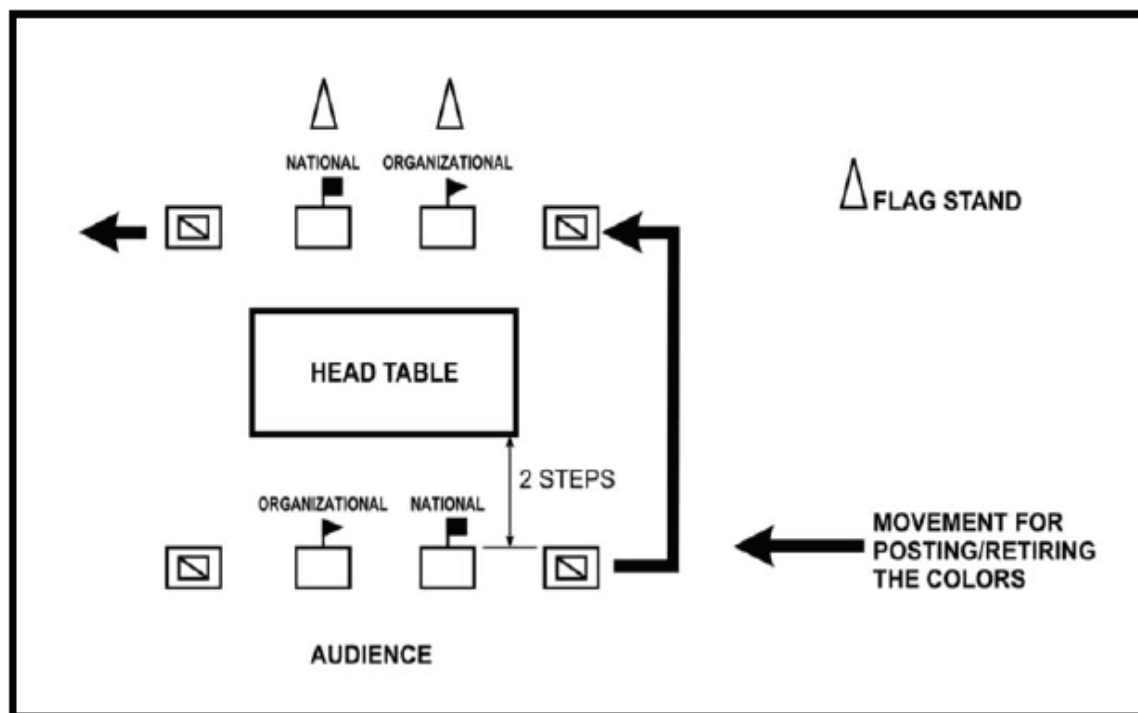 NATIONAL ORGANIZATIONAL
FLAG STAND
HEAD TABLE
2 STEPS
ORGANIZATIONAL NATIONAL
MOVEMENT FOR
POSTING/RETIRING
THE COLORS
AUDIENCE